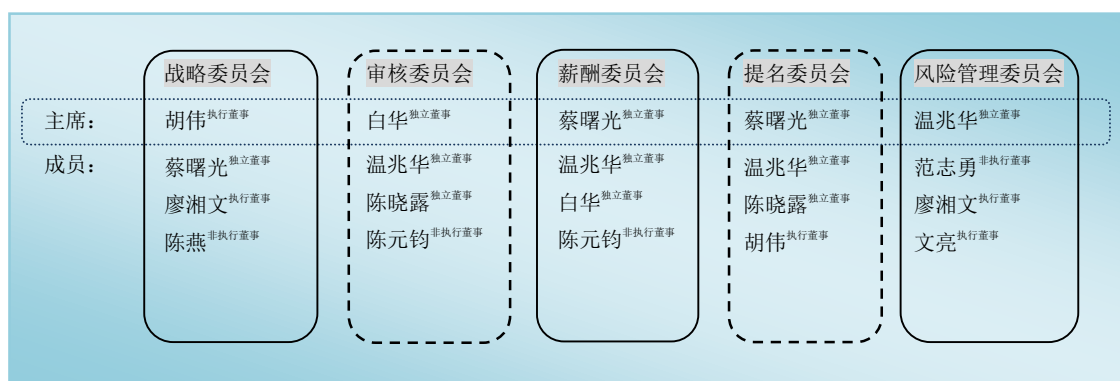 战略委员会 审核委员会 薪酬委员会 提名委员会 风险管理委员会
主席: 胡伟执行董事 白华独立董事 蔡曙光独立董事 蔡曙光独立董事 温兆华独立董事
成员: 蔡曙光独立董事 温兆华独立董事 温兆华独立董事 温兆华独立董事 范志勇非执行董事
廖湘文执行董事 陈晓露独立董事 白华独立董事 陈晓露独立董事 廖湘文执行董事
陈燕非执行董事 陈元钧非执行董事 陈元钧非执行董事 胡伟执行董事 文亮执行董事